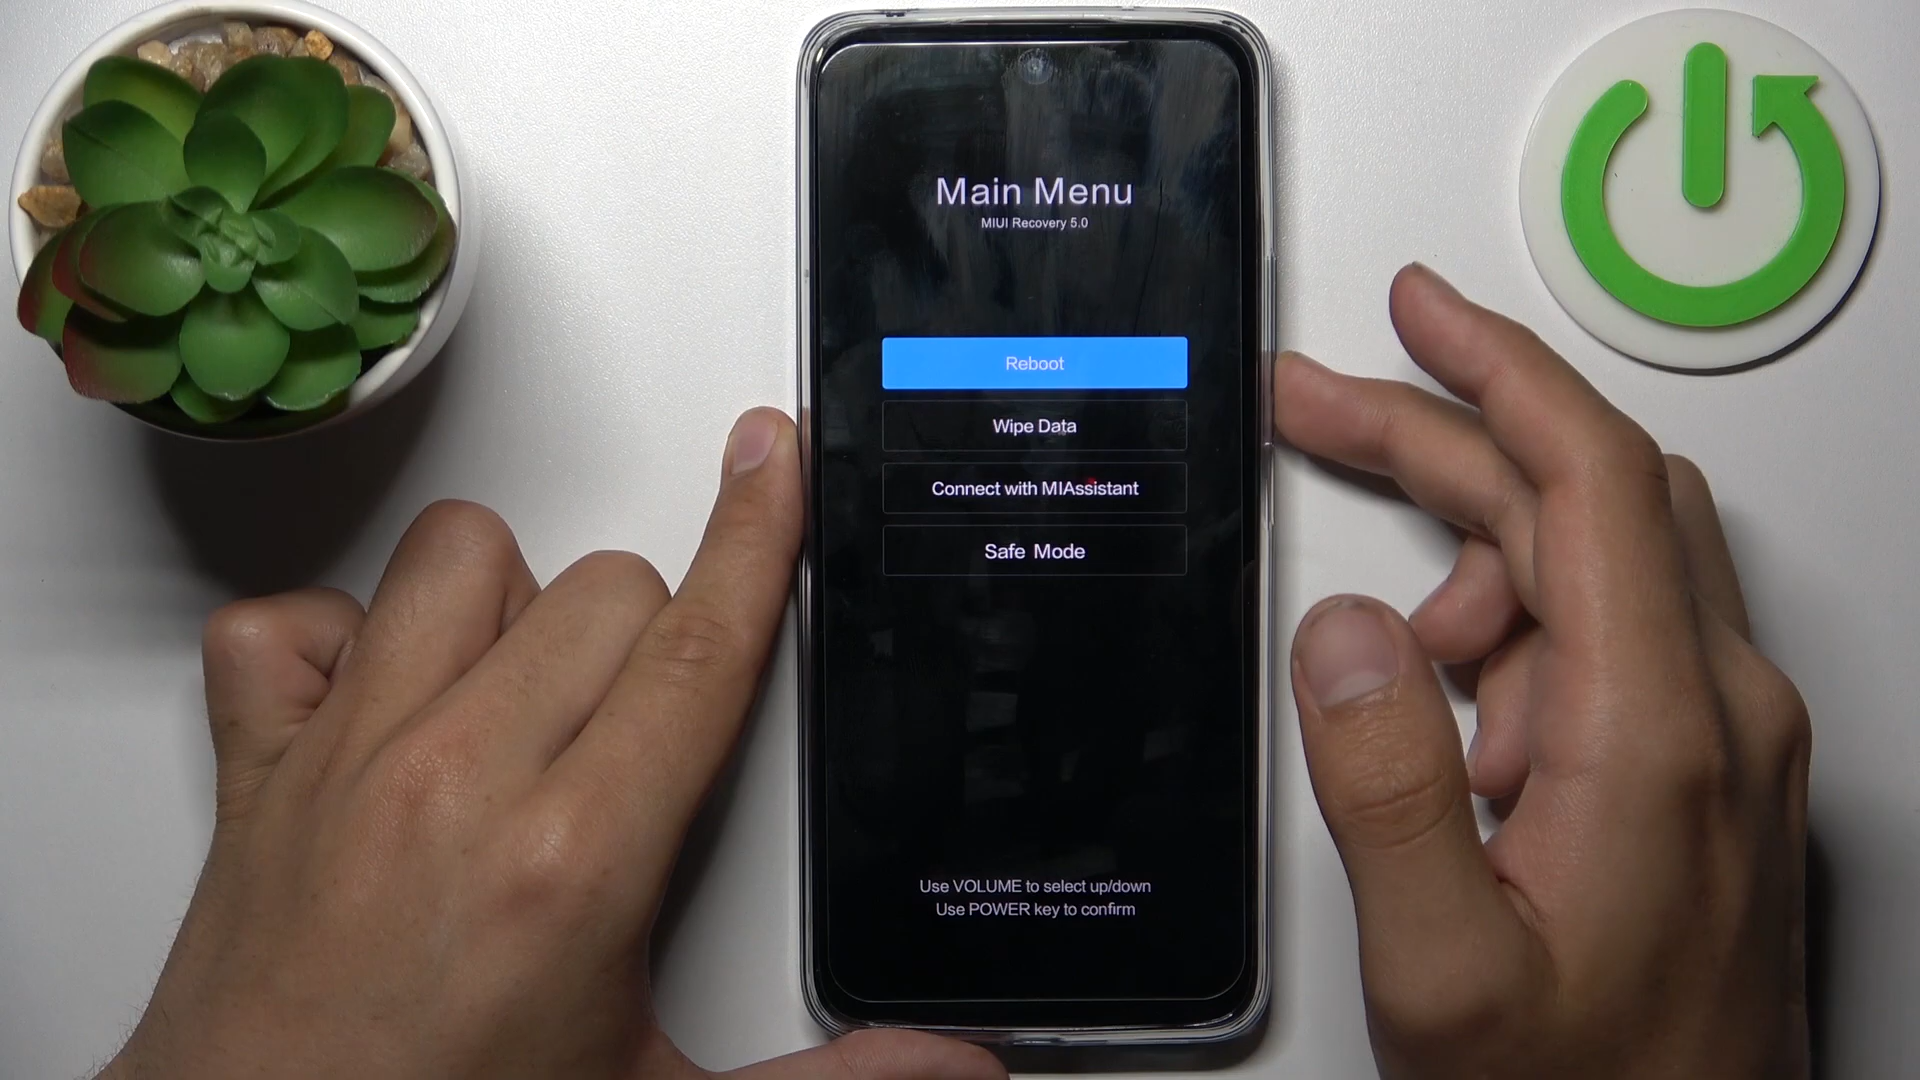 Main Menu
MIUI Recovery 5.0
Reboot
Wipe Data
Connect with MIAssistant
Safe Mode
Use VOLUME to select up/down
Use POWER key to confirm